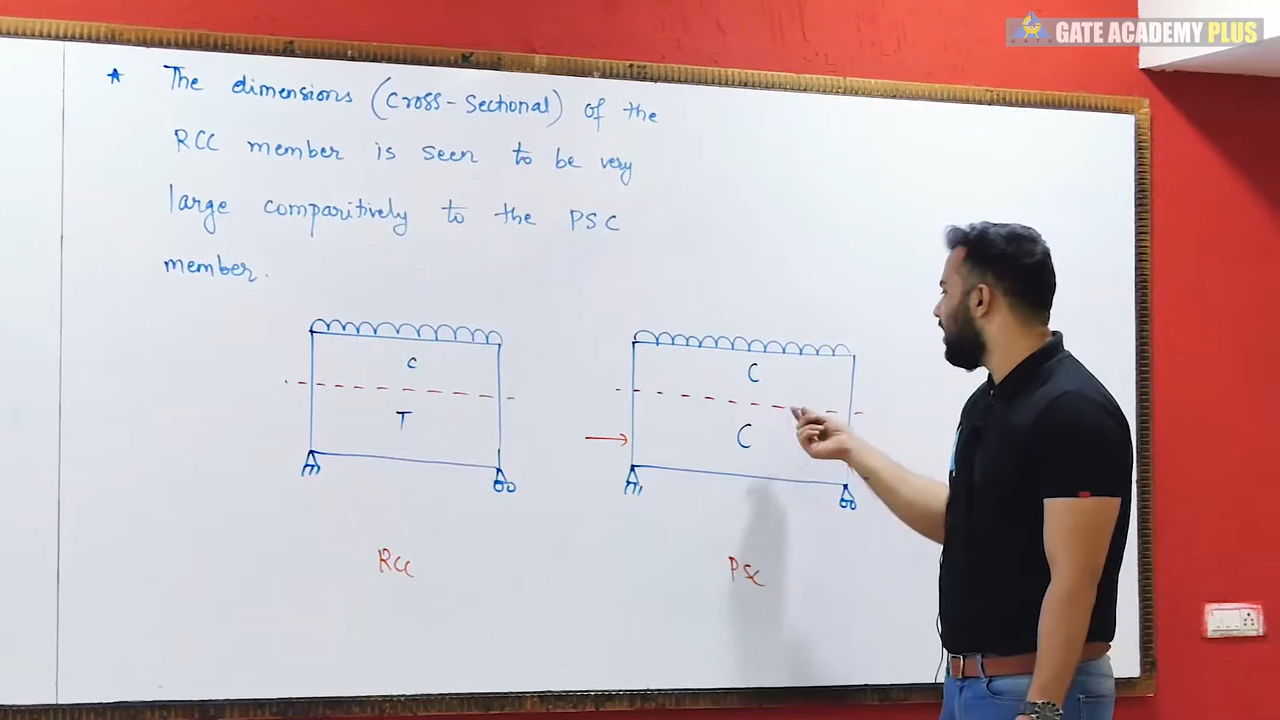 GATE ACADEMY PLUS
* The dimensions (cross-sectional) of the
RCC member is seen to be very
large comparitively to the PSC
member.
C
T
RCC
C
C
PSC